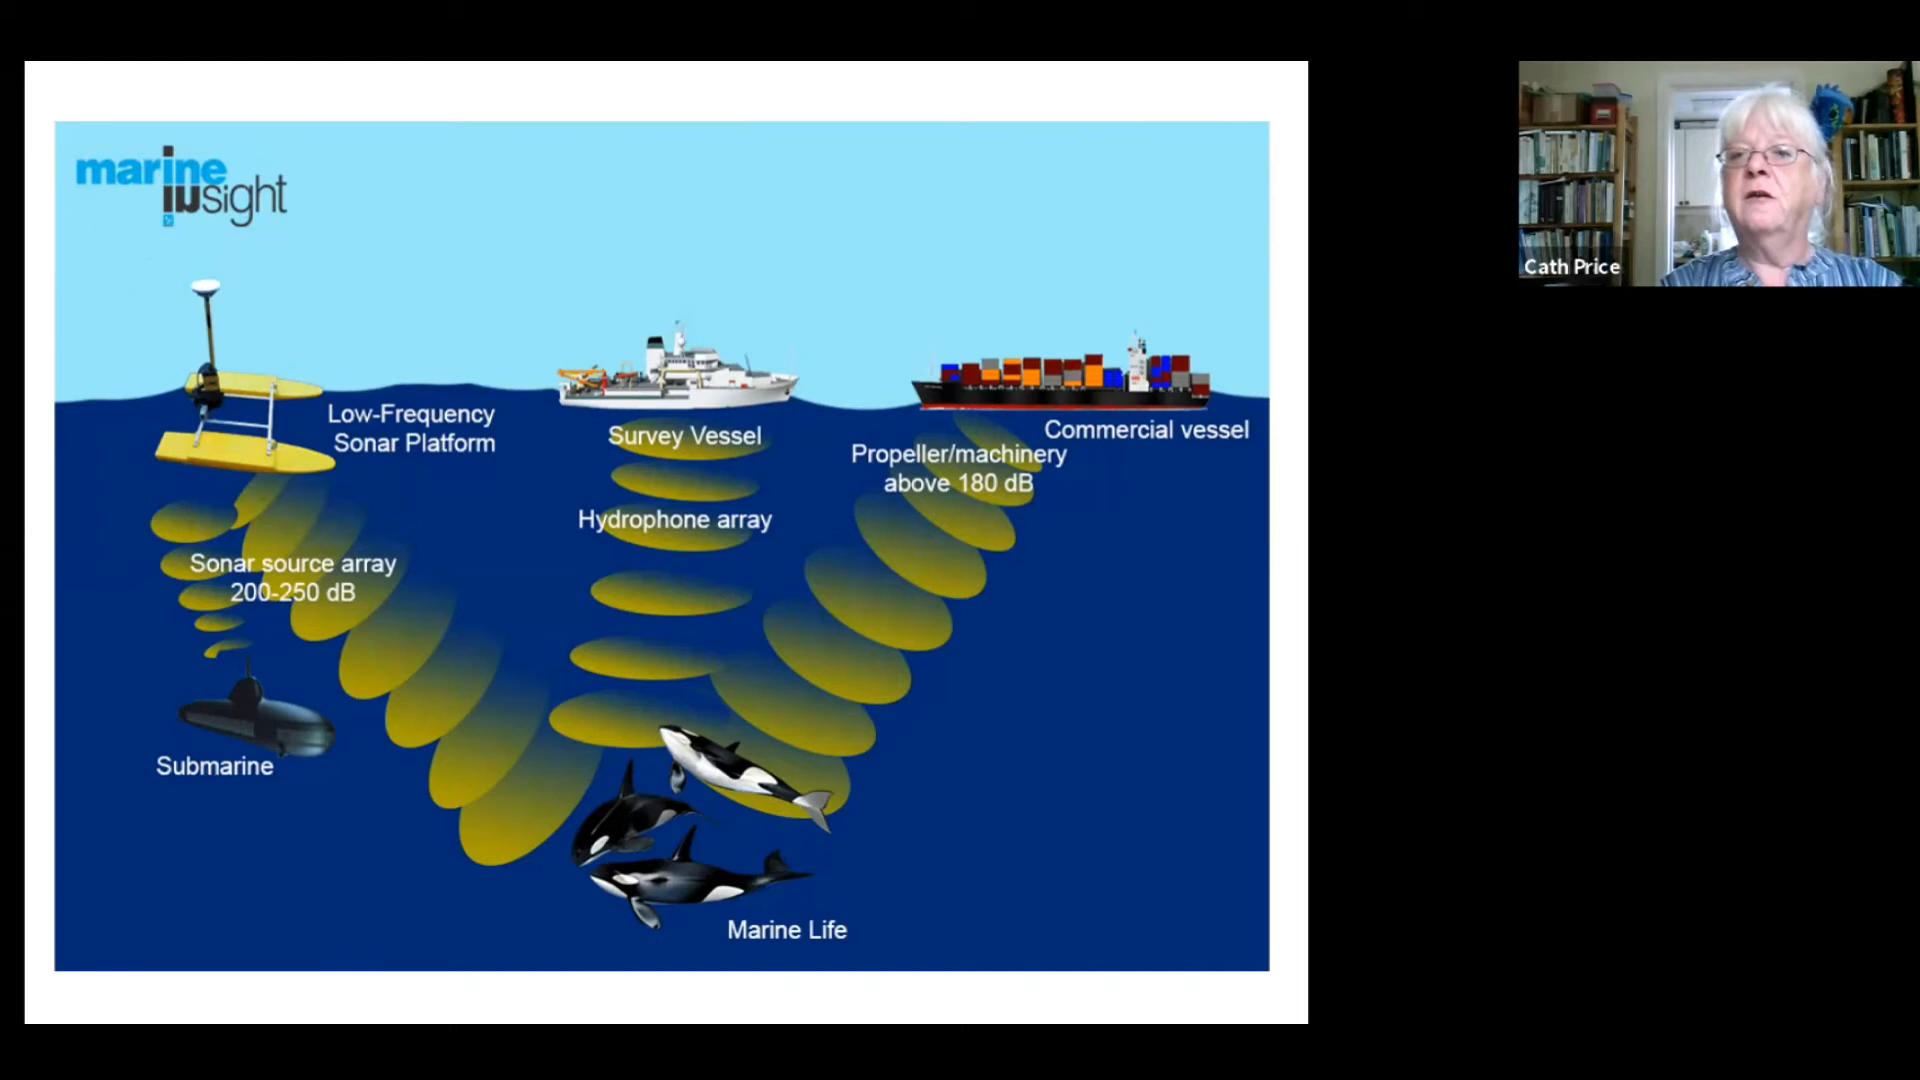 marine
insight
Low-Frequency
Sonar Platform
Survey Vessel
Commercial vessel
Propeller/machinery
above 180 dB
Hydrophone array
Sonar source array
200-250 dB
Submarine
Marine Life
Cath Price